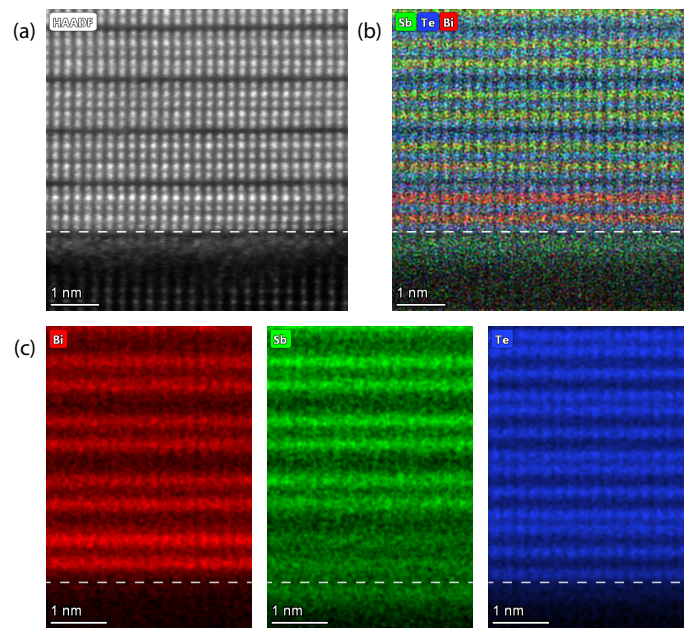 (a)
HAADF
1 nm
(b)
Sb Te Bi
1 nm
(c)
Bi
1 nm
Sb
1 nm
Te
1 nm